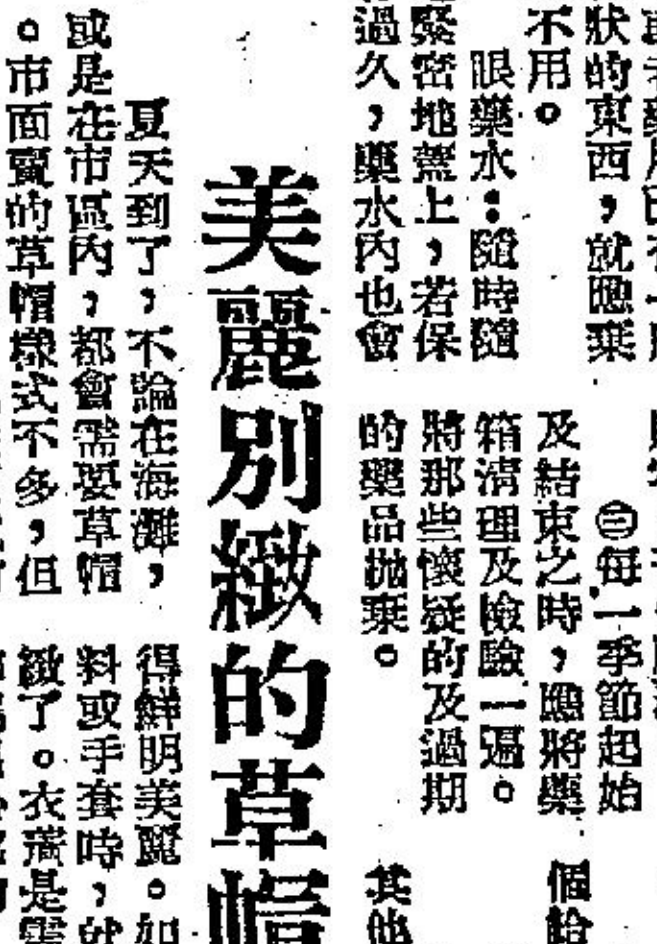 狀的東西，就應棄
不用。
眼藥水：隨時隨
緊密地蓋上，若保
過久，藥水內也會
㊂每一季節起始
及結束之時，應將藥
箱清理及檢驗一遍。
將那些懷疑的及過期
的藥品拋棄。
個
其他
美麗別緻的草帽
夏天到了，不論在海灘，
或是在市區內，都會需要草帽
。市面賣的草帽樣式不多，但
得鮮明美麗。如
料或手套時，就
緻了。衣裳是